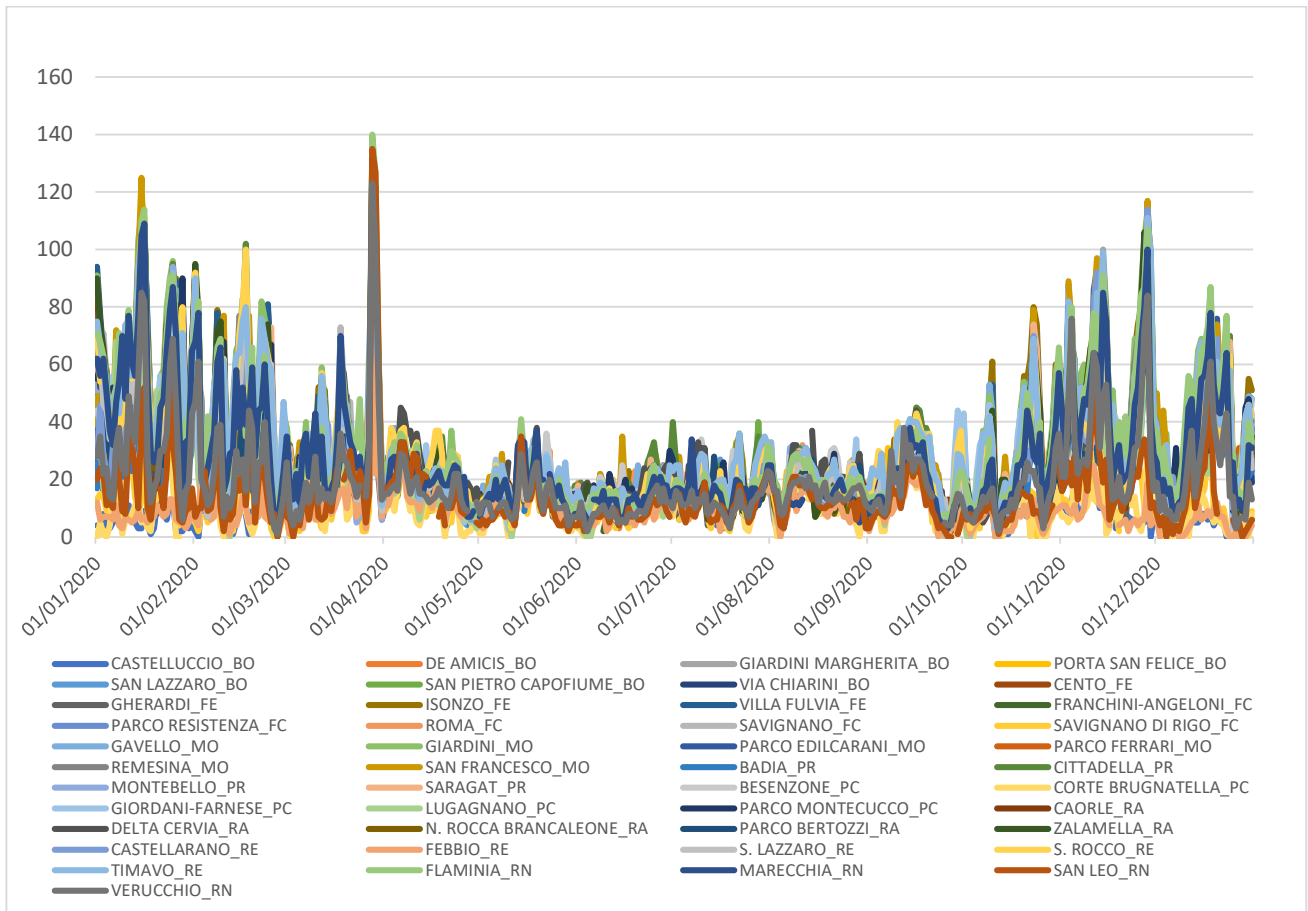 160
140
120
100
80
60
40
20
0
01/01/2020 01/02/2020 01/03/2020 01/04/2020 01/05/2020 01/06/2020 01/07/2020 01/08/2020 01/09/2020 01/10/2020 01/11/2020 01/12/2020
CASTELLUCCIO_BO DE AMICIS_BO GIARDINI MARGHERITA_BO PORTA SAN FELICE_BO
SAN LAZZARO_BO SAN PIETRO CAPOFIUME_BO VIA CHIARINI_BO CENTO_FE
GHERARDI_FE ISONZO_FE VILLA FULVIA_FE FRANCHINI-ANGELONI_FC
PARCO RESISTENZA_FC ROMA_FC SAVIGNANO_FC SAVIGNANO DI RIGO_FC
GAVELLO_MO GIARDINI_MO PARCO EDILCARANI_MO PARCO FERRARI_MO
REMESINA_MO SAN FRANCESCO_MO BADIA_PR CITTADELLA_PR
MONTEBELLO_PR SARAGAT_PR BESENZONE_PC CORTE BRUGNATELLA_PC
GIORDANI-FARNESE_PC LUGAGNANO_PC PARCO MONTECUCCO_PC CAORLE_RA
DELTA CERVIA_RA N. ROCCA BRANCALEONE_RA PARCO BERTOZZI_RA ZALAMELLA_RA
CASTELLARANO_RE FEBBIO_RE S. LAZZARO_RE S. ROCCO_RE
TIMAVO_RE FLAMINIA_RN MARECCHIA_RN SAN LEO_RN
VERUCCHIO_RN